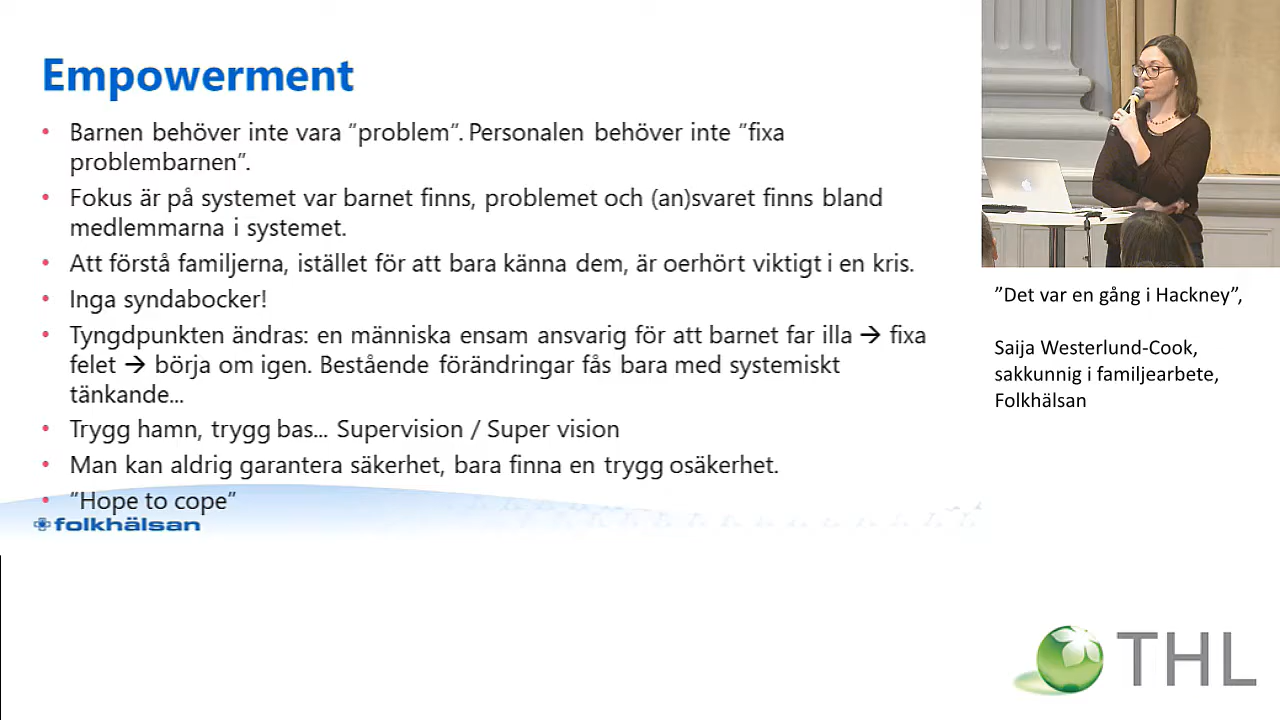 Empowerment
• Barnen behöver inte vara ”problem”. Personalen behöver inte ”fixa
problembarnen”.
• Fokus är på systemet var barnet finns, problemet och (an)svaret finns bland
medlemmarna i systemet.
• Att förstå familjerna, istället för att bara känna dem, är oerhört viktigt i en kris.
• Inga syndabocker!
• Tyngdpunkten ändras: en människa ensam ansvarig för att barnet far illa → fixa
felet → börja om igen. Bestående förändringar fås bara med systemiskt
tänkande...
• Trygg hamn, trygg bas... Supervision / Super vision
• Man kan aldrig garantera säkerhet, bara finna en trygg osäkerhet.
• ”Hope to cope”
folkhälsan
”Det var en gång i Hackney”,
Saija Westerlund-Cook,
sakkunnig i familjearbete,
Folkhälsan
THL